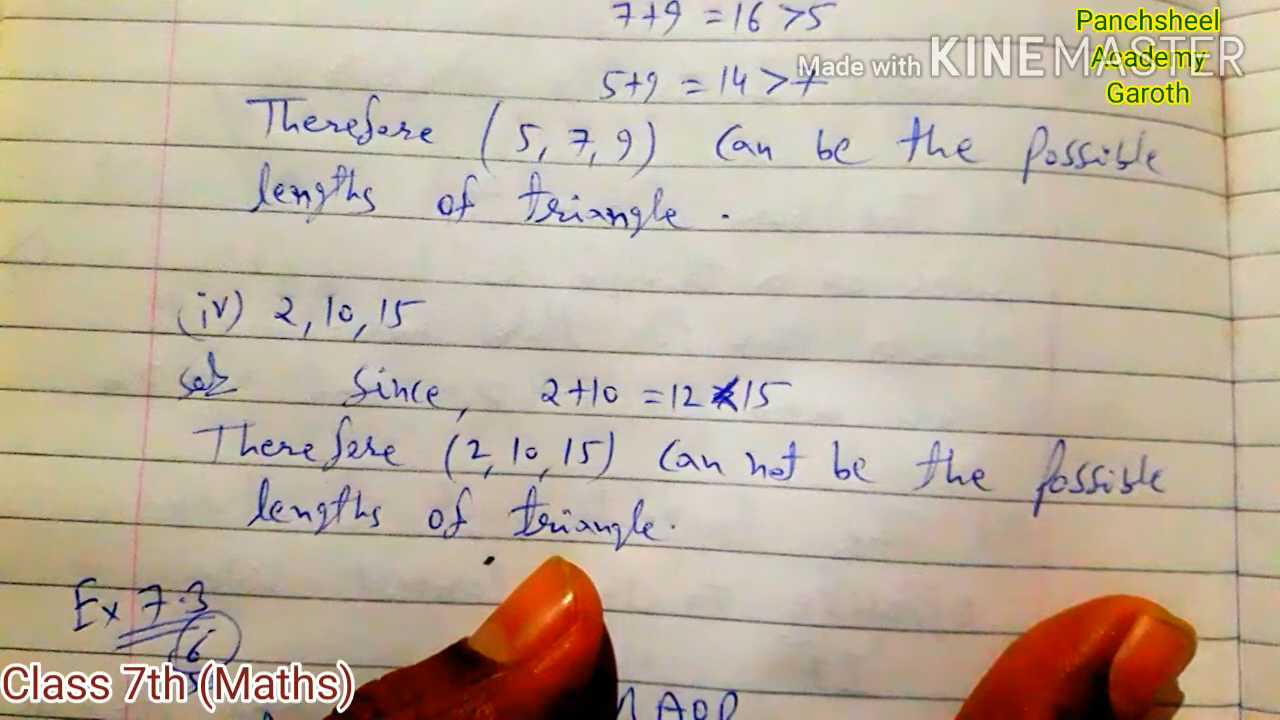 7+9 = 16 >5
Panchsheel
Academy
Garoth
Made with KINEMASTER
5+9 = 14 > 7
Therefore (5, 7, 9) Can be the possible
lengths of triangle.
(iv) 2, 10, 15
Since, 2+10 = 12 ≯ 15
Therefore (2, 10, 15) Can not be the possible
lengths of triangle.
Ex 7.3
6
Class 7th (Maths)
AOD